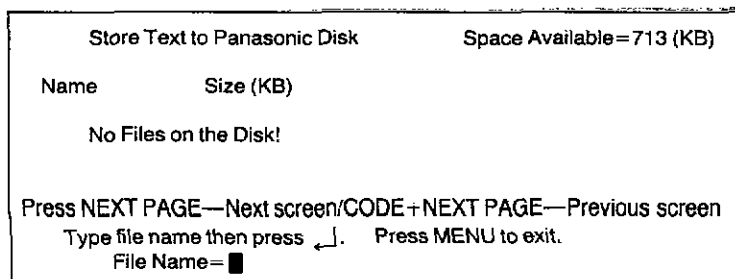 Store Text to Panasonic Disk Space Available=713 (KB)
Name Size (KB)
No Files on the Disk!
Press NEXT PAGE—Next screen/CODE+NEXT PAGE—Previous screen
Type file name then press ↵. Press MENU to exit.
File Name=